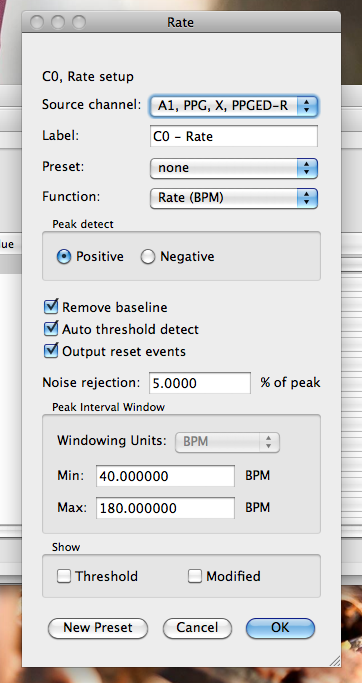 Rate
C0, Rate setup
Source channel: A1, PPG, X, PPGED-R
Label: C0 - Rate
Preset: none
Function: Rate (BPM)
Peak detect
Positive Negative
Remove baseline
Auto threshold detect
Output reset events
Noise rejection: 5.0000 % of peak
Peak Interval Window
Windowing Units: BPM
Min: 40.000000 BPM
Max: 180.000000 BPM
Show
Threshold Modified
New Preset Cancel OK